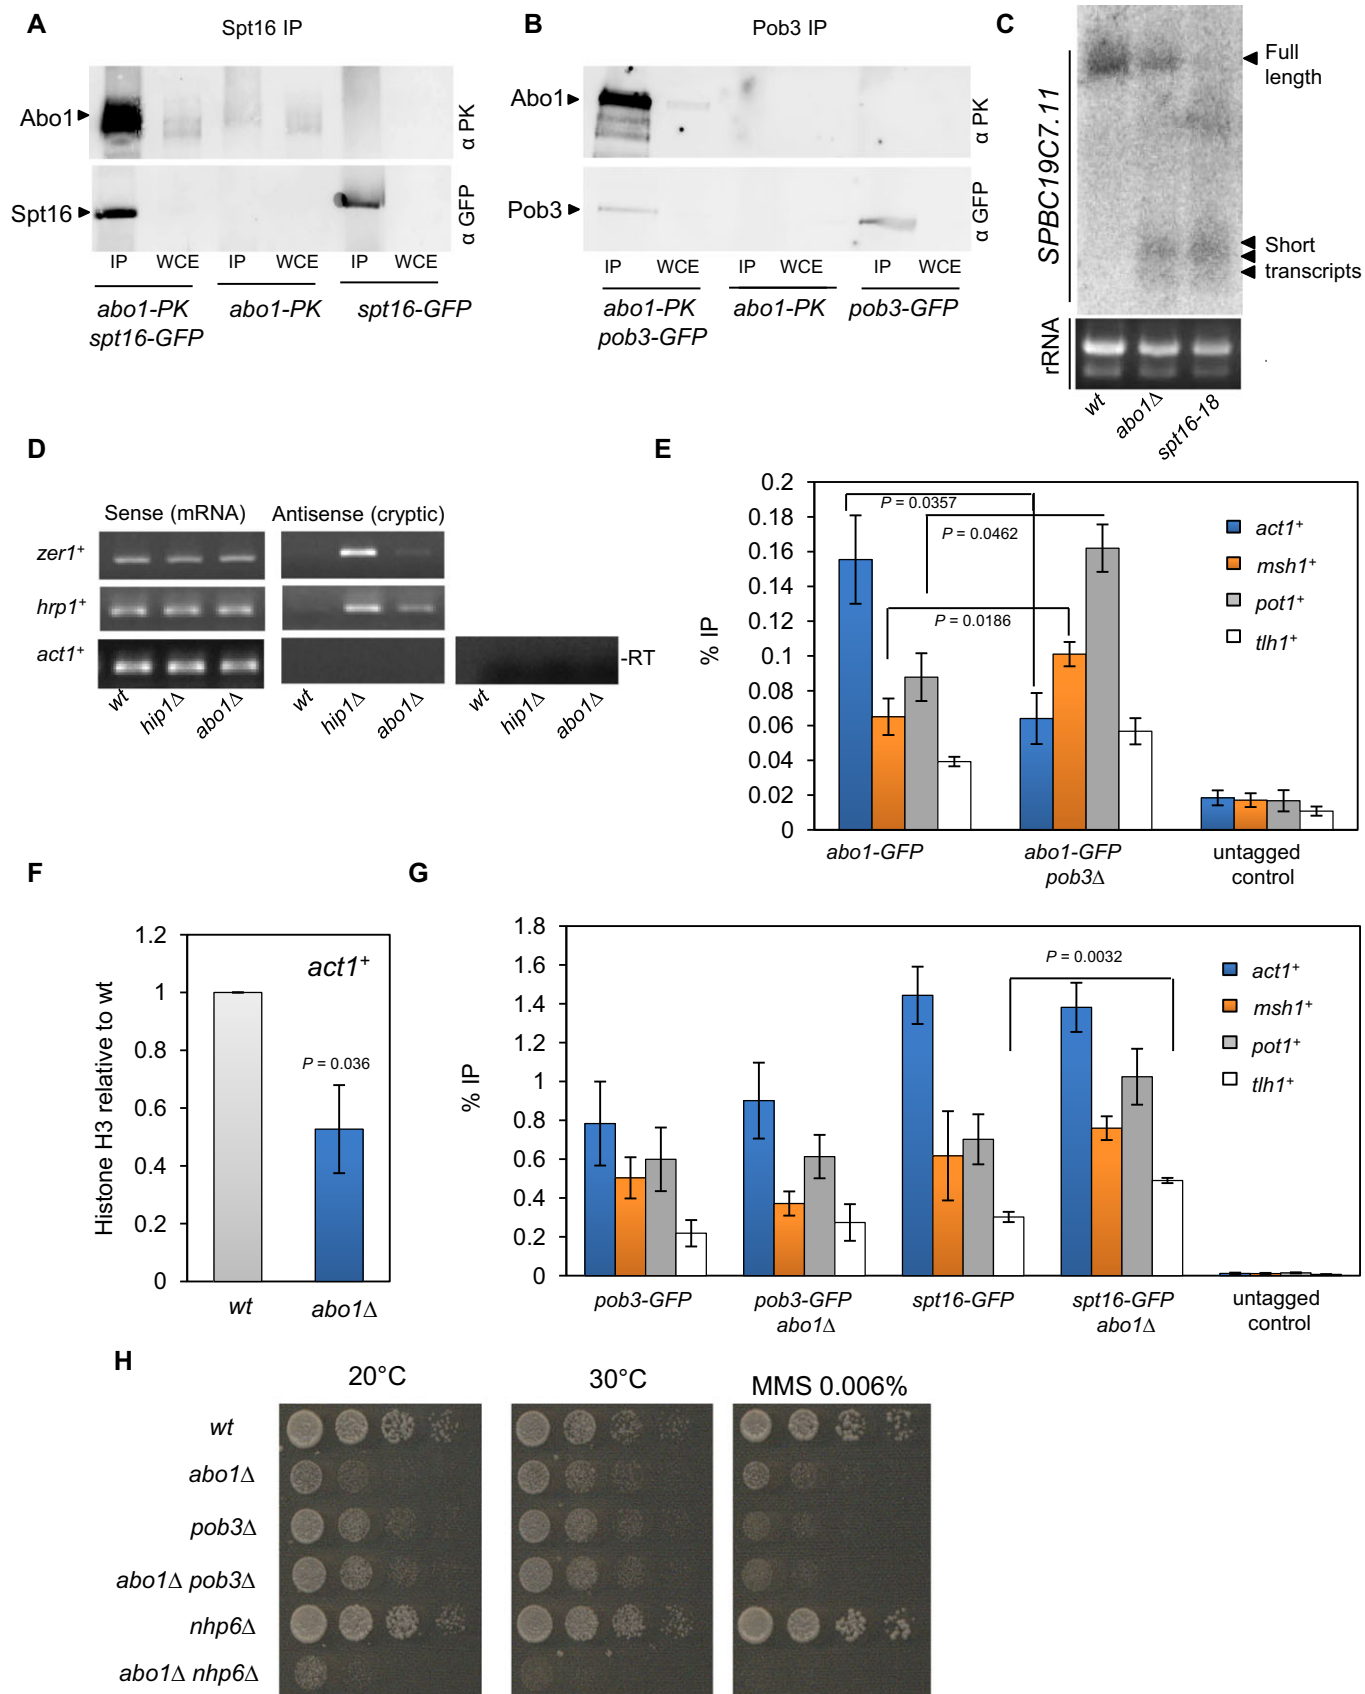 A
Spt16 IP
Abo1
α PK
Spt16
α GFP
IP WCE IP WCE IP WCE
abo1-PK abo1-PK spt16-GFP
spt16-GFP
B
Pob3 IP
Abo1
α PK
Pob3
α GFP
IP WCE IP WCE IP WCE
abo1-PK abo1-PK pob3-GFP
pob3-GFP
C
SPBC19C7.11
Full
length
Short
transcripts
rRNA
wt abo1Δ spt16-18
D
Sense (mRNA) Antisense (cryptic)
zer1+
hrp1+
act1+
-RT
wt hip1Δ abo1Δ wt hip1Δ abo1Δ wt hip1Δ abo1Δ
E
% IP
0.2
0.18
0.16
0.14
0.12
0.1
0.08
0.06
0.04
0.02
0
P = 0.0357
P = 0.0462
P = 0.0186
act1+
msh1+
pot1+
tlh1+
abo1-GFP abo1-GFP untagged
pob3Δ control
F
Histone H3 relative to wt
1.2
1
0.8
0.6
0.4
0.2
0
act1+
P = 0.036
wt abo1Δ
G
% IP
1.8
1.6
1.4
1.2
1
0.8
0.6
0.4
0.2
0
P = 0.0032
act1+
msh1+
pot1+
tlh1+
pob3-GFP pob3-GFP spt16-GFP spt16-GFP untagged
abo1Δ abo1Δ control
H
20°C 30°C MMS 0.006%
wt
abo1Δ
pob3Δ
abo1Δ pob3Δ
nhp6Δ
abo1Δ nhp6Δ